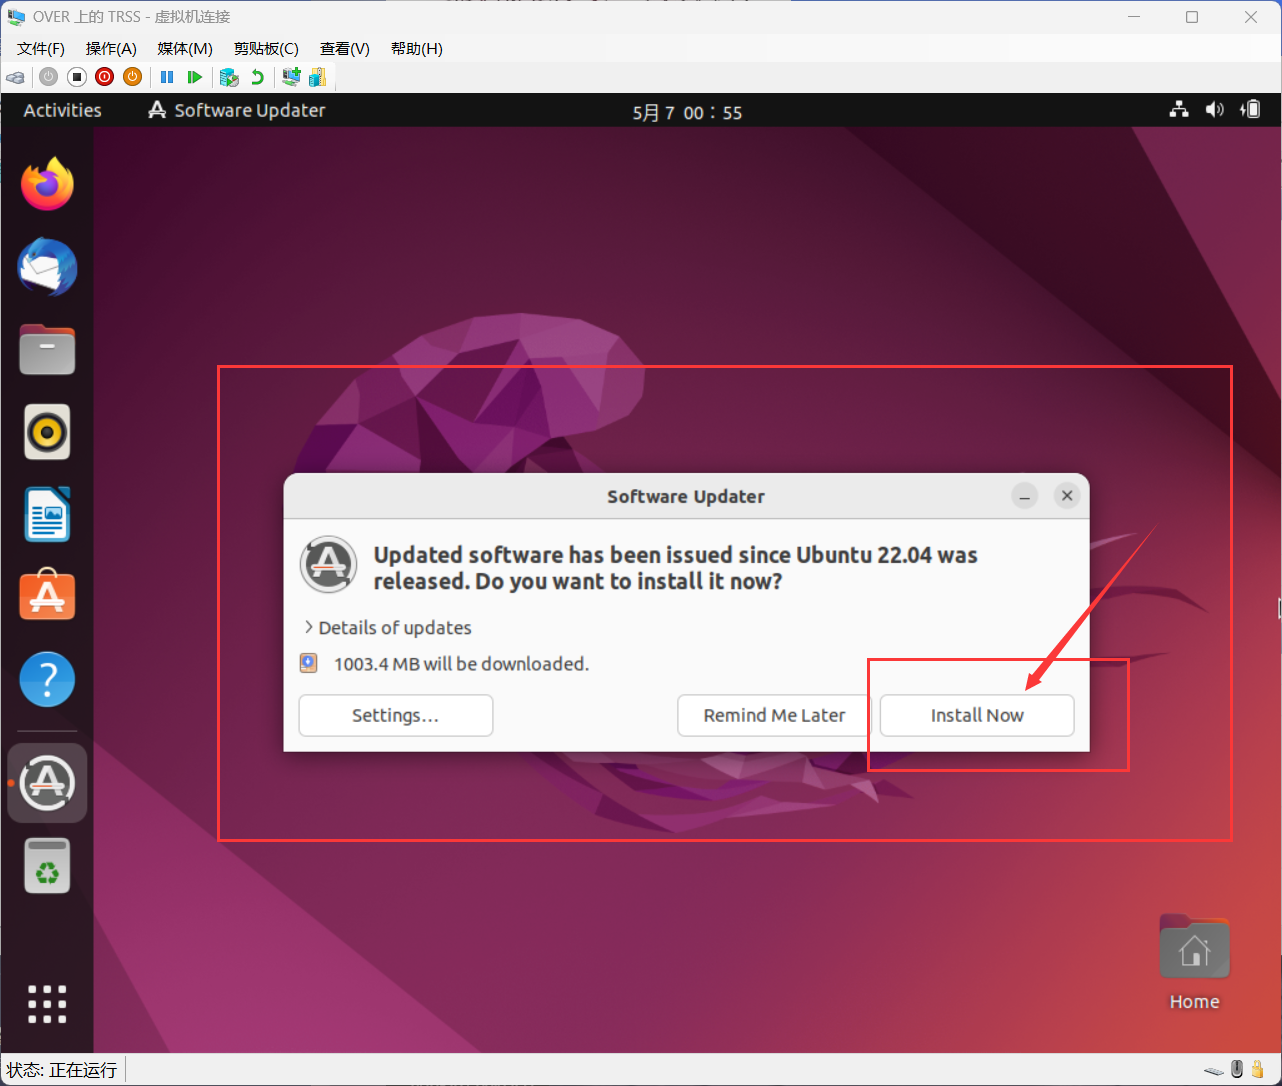 OVER 上的 TRSS - 虚拟机连接
文件(F) 操作(A) 媒体(M) 剪贴板(C) 查看(V) 帮助(H)
Activities Software Updater 5月 7 00：55
Software Updater
Updated software has been issued since Ubuntu 22.04 was
released. Do you want to install it now?
Details of updates
1003.4 MB will be downloaded.
Settings... Remind Me Later Install Now
Home
状态: 正在运行